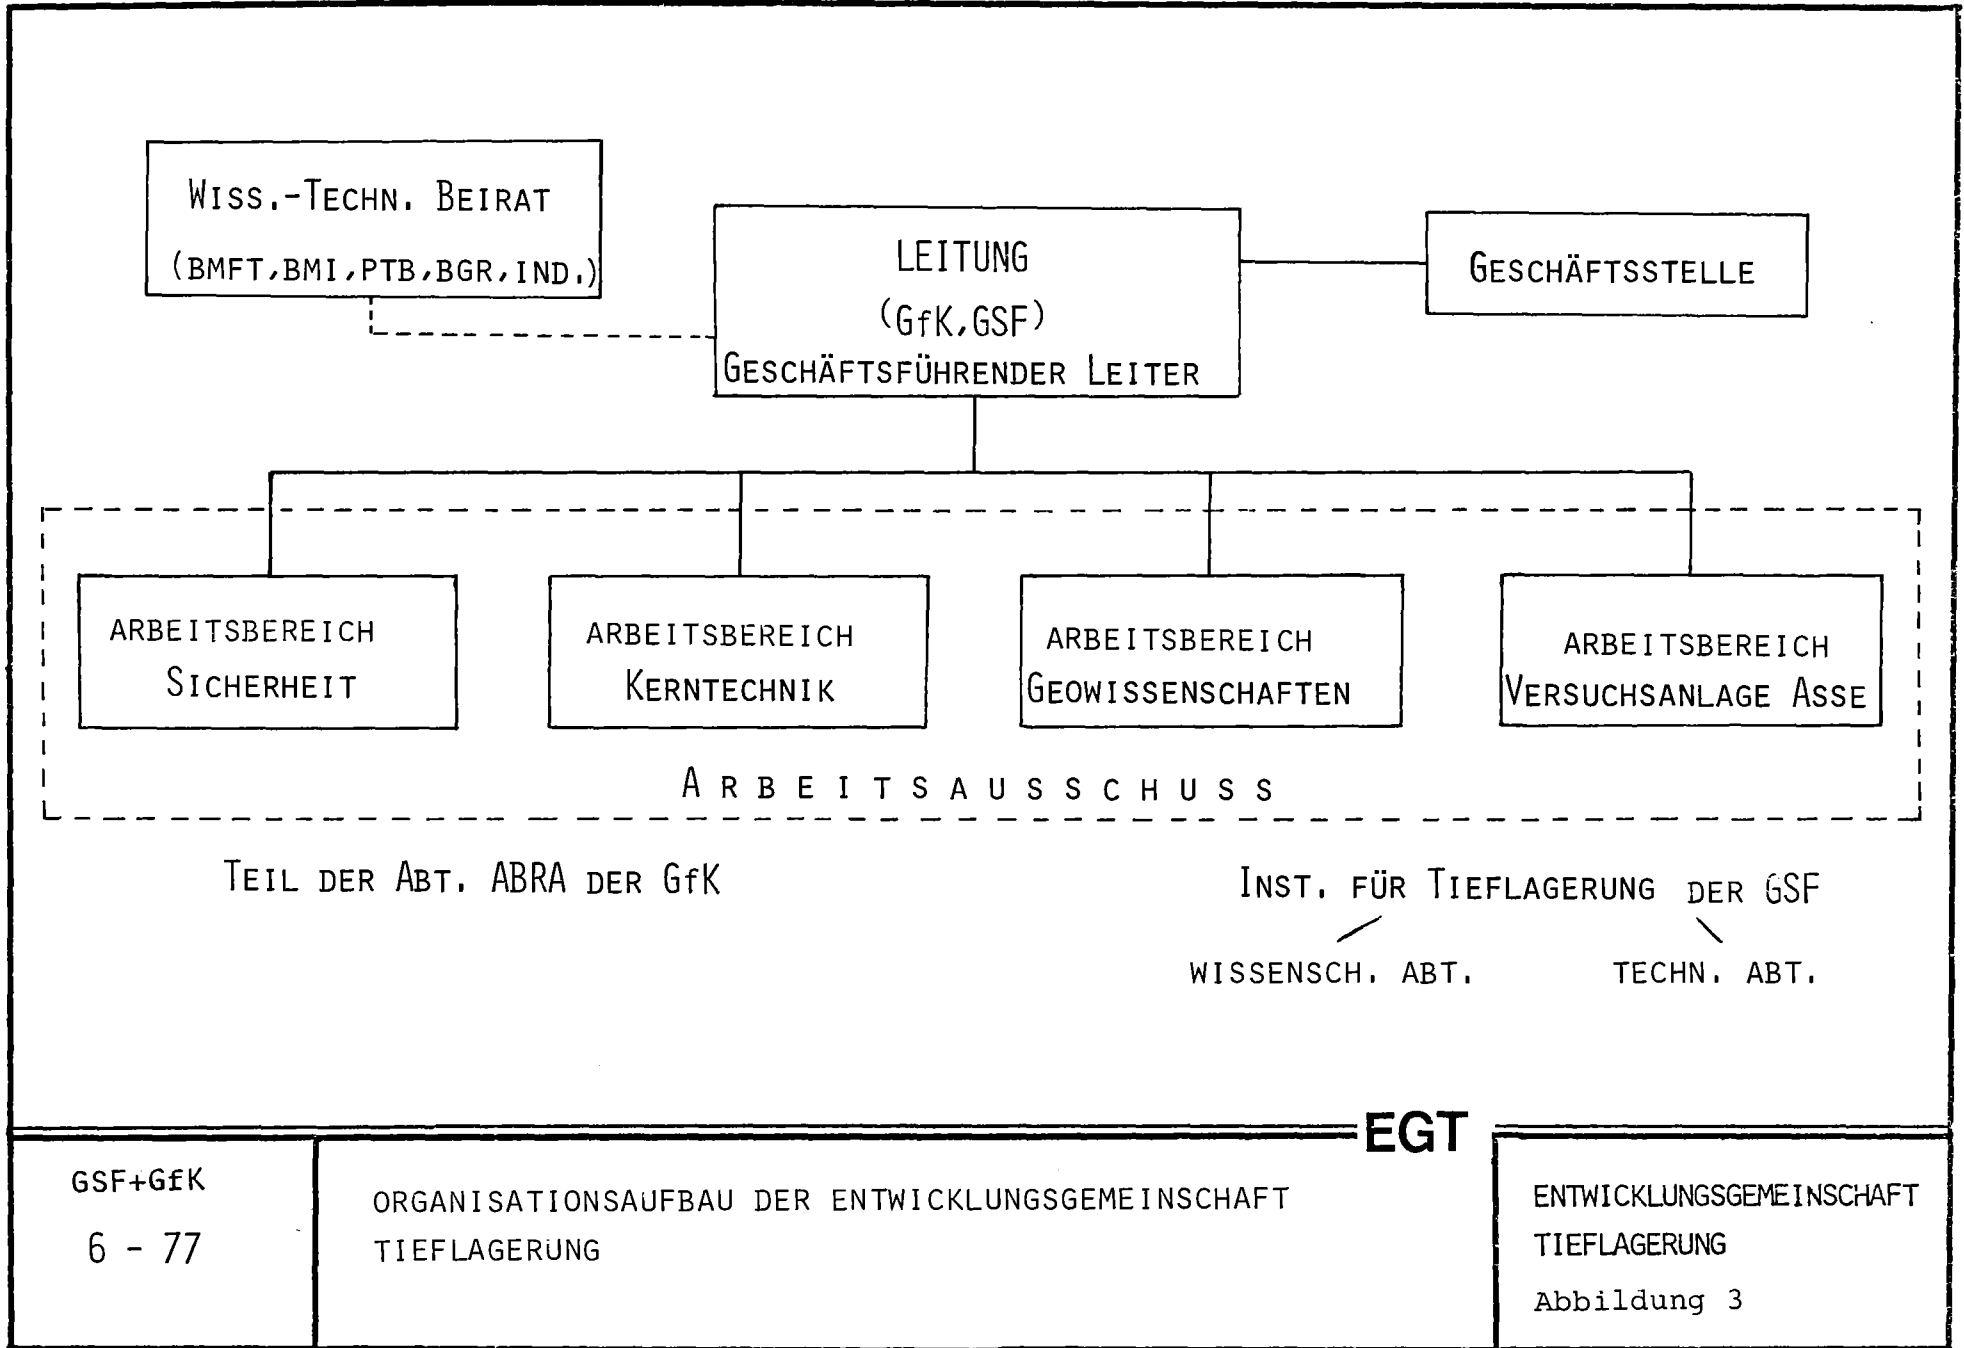 WISS.-TECHN. BEIRAT
(BMFT,BMI,PTB,BGR,IND.)
LEITUNG
(GfK,GSF)
GESCHÄFTSFÜHRENDER LEITER
GESCHÄFTSSTELLE
ARBEITSBEREICH
SICHERHEIT
ARBEITSBEREICH
KERNTECHNIK
ARBEITSBEREICH
GEOWISSENSCHAFTEN
ARBEITSBEREICH
VERSUCHSANLAGE ASSE
ARBEITSAUSSCHUSS
TEIL DER ABT. ABRA DER GfK
INST. FÜR TIEFLAGERUNG DER GSF
WISSENSCH. ABT.
TECHN. ABT.
EGT
GSF+GfK
6 - 77
ORGANISATIONSAUFBAU DER ENTWICKLUNGSGEMEINSCHAFT
TIEFLAGERUNG
ENTWICKLUNGSGEMEINSCHAFT
TIEFLAGERUNG
Abbildung 3